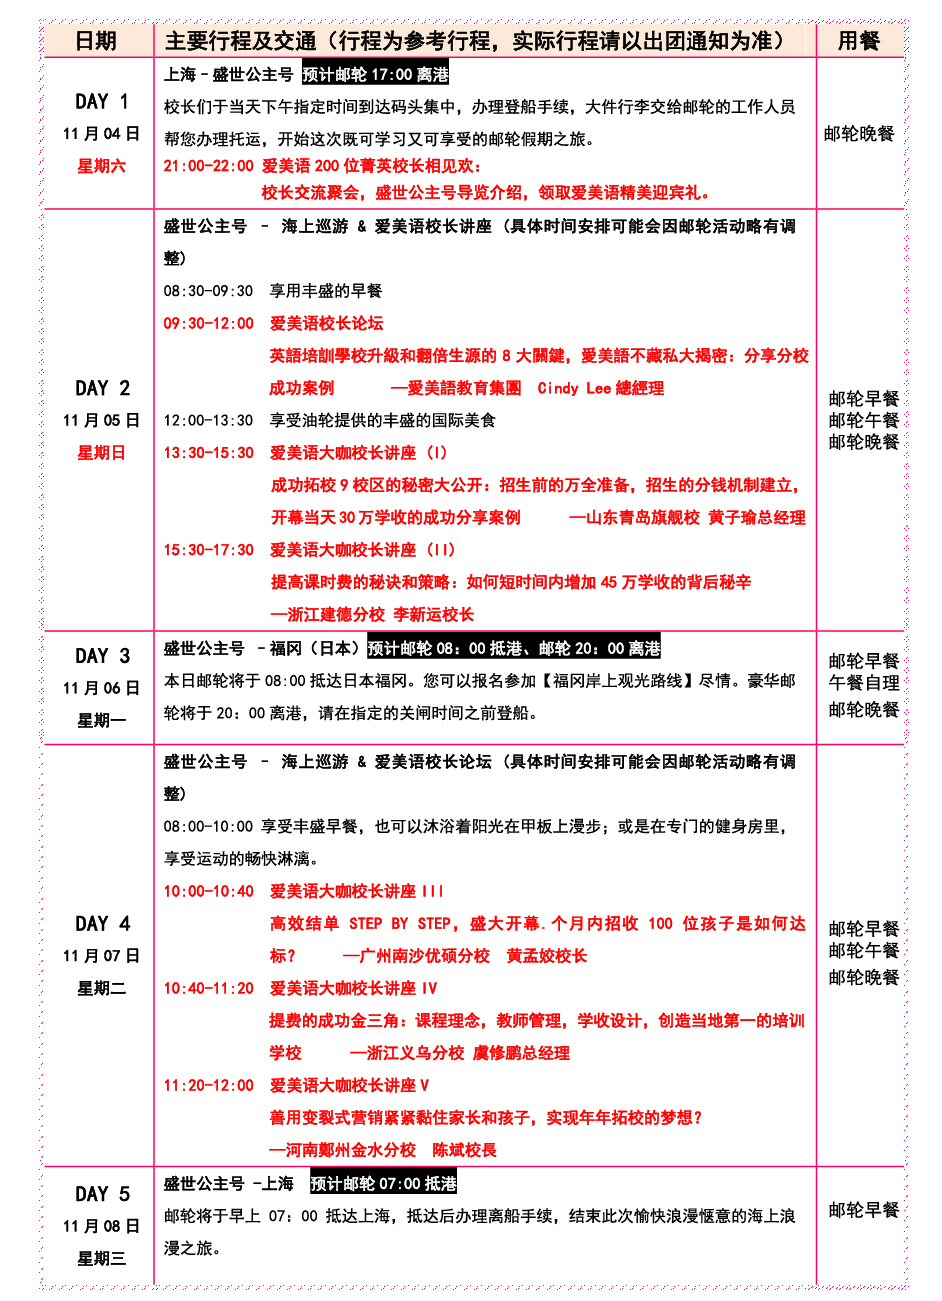 日期 主要行程及交通（行程为参考行程，实际行程请以出团通知为准） 用餐
DAY 1
11 月 04 日
星期六
上海－盛世公主号 预计邮轮 17:00 离港
校长们于当天下午指定时间到达码头集中，办理登船手续，大件行李交给邮轮的工作人员
帮您办理托运，开始这次既可学习又可享受的邮轮假期之旅。
21:00-22:00 爱美语 200 位菁英校长相见欢：
校长交流聚会，盛世公主号导览介绍，领取爱美语精美迎宾礼。
邮轮晚餐
DAY 2
11 月 05 日
星期日
盛世公主号 － 海上巡游 & 爱美语校长讲座 (具体时间安排可能会因邮轮活动略有调
整)
08:30-09:30 享用丰盛的早餐
09:30-12:00 爱美语校长论坛
英語培訓學校升級和翻倍生源的 8 大關鍵，愛美語不藏私大揭密：分享分校
成功案例 —愛美語教育集團 Cindy Lee 總經理
12:00-13:30 享受油轮提供的丰盛的国际美食
13:30-15:30 爱美语大咖校长讲座 (I)
成功拓校 9 校区的秘密大公开：招生前的万全准备，招生的分钱机制建立，
开幕当天 30 万学收的成功分享案例 —山东青岛旗舰校 黄子瑜总经理
15:30-17:30 爱美语大咖校长讲座 (II)
提高课时费的秘诀和策略：如何短时间内增加 45 万学收的背后秘辛
—浙江建德分校 李新运校长
邮轮早餐
邮轮午餐
邮轮晚餐
DAY 3
11 月 06 日
星期一
盛世公主号 －福冈（日本）预计邮轮 08：00 抵港、邮轮 20：00 离港
本日邮轮将于 08:00 抵达日本福冈。您可以报名参加【福冈岸上观光路线】尽情。豪华邮
轮将于 20：00 离港，请在指定的关闸时间之前登船。
邮轮早餐
午餐自理
邮轮晚餐
DAY 4
11 月 07 日
星期二
盛世公主号 － 海上巡游 & 爱美语校长论坛 (具体时间安排可能会因邮轮活动略有调
整)
08:00-10:00 享受丰盛早餐，也可以沐浴着阳光在甲板上漫步；或是在专门的健身房里，
享受运动的畅快淋漓。
10:00-10:40 爱美语大咖校长讲座 III
高效结单 STEP BY STEP，盛大开幕.个月内招收 100 位孩子是如何达
标？ —广州南沙优硕分校 黄孟姣校长
10:40-11:20 爱美语大咖校长讲座 IV
提费的成功金三角：课程理念，教师管理，学收设计，创造当地第一的培训
学校 —浙江义乌分校 虞修鹏总经理
11:20-12:00 爱美语大咖校长讲座 V
善用变裂式营销紧紧黏住家长和孩子，实现年年拓校的梦想？
—河南鄭州金水分校 陈斌校長
邮轮早餐
邮轮午餐
邮轮晚餐
DAY 5
11 月 08 日
星期三
盛世公主号 －上海 预计邮轮 07:00 抵港
邮轮将于早上 07：00 抵达上海，抵达后办理离船手续，结束此次愉快浪漫惬意的海上浪
漫之旅。
邮轮早餐